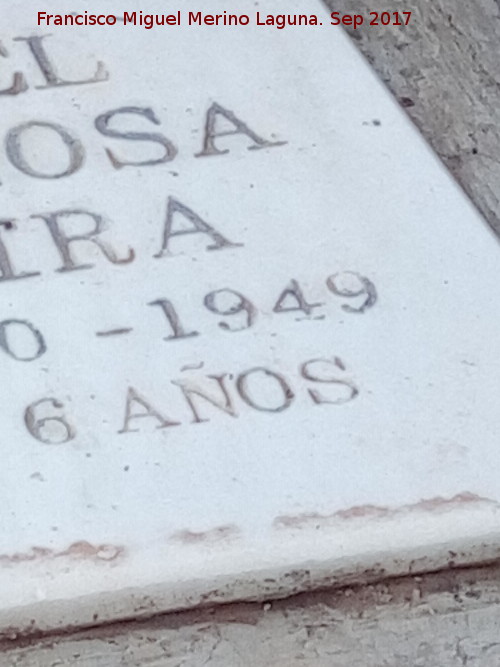 Francisco Miguel Merino Laguna. Sep 2017
EL
OSA
IRA
0 - 1949
6 AÑOS